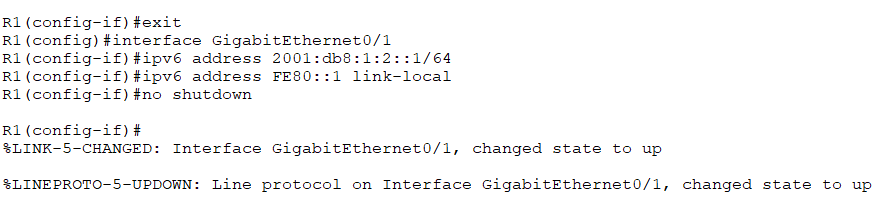 R1(config-if)#exit
R1(config)#interface GigabitEthernet0/1
R1(config-if)#ipv6 address 2001:db8:1:2::1/64
R1(config-if)#ipv6 address FE80::1 link-local
R1(config-if)#no shutdown
R1(config-if)#
%LINK-5-CHANGED: Interface GigabitEthernet0/1, changed state to up
%LINEPROTO-5-UPDOWN: Line protocol on Interface GigabitEthernet0/1, changed state to up